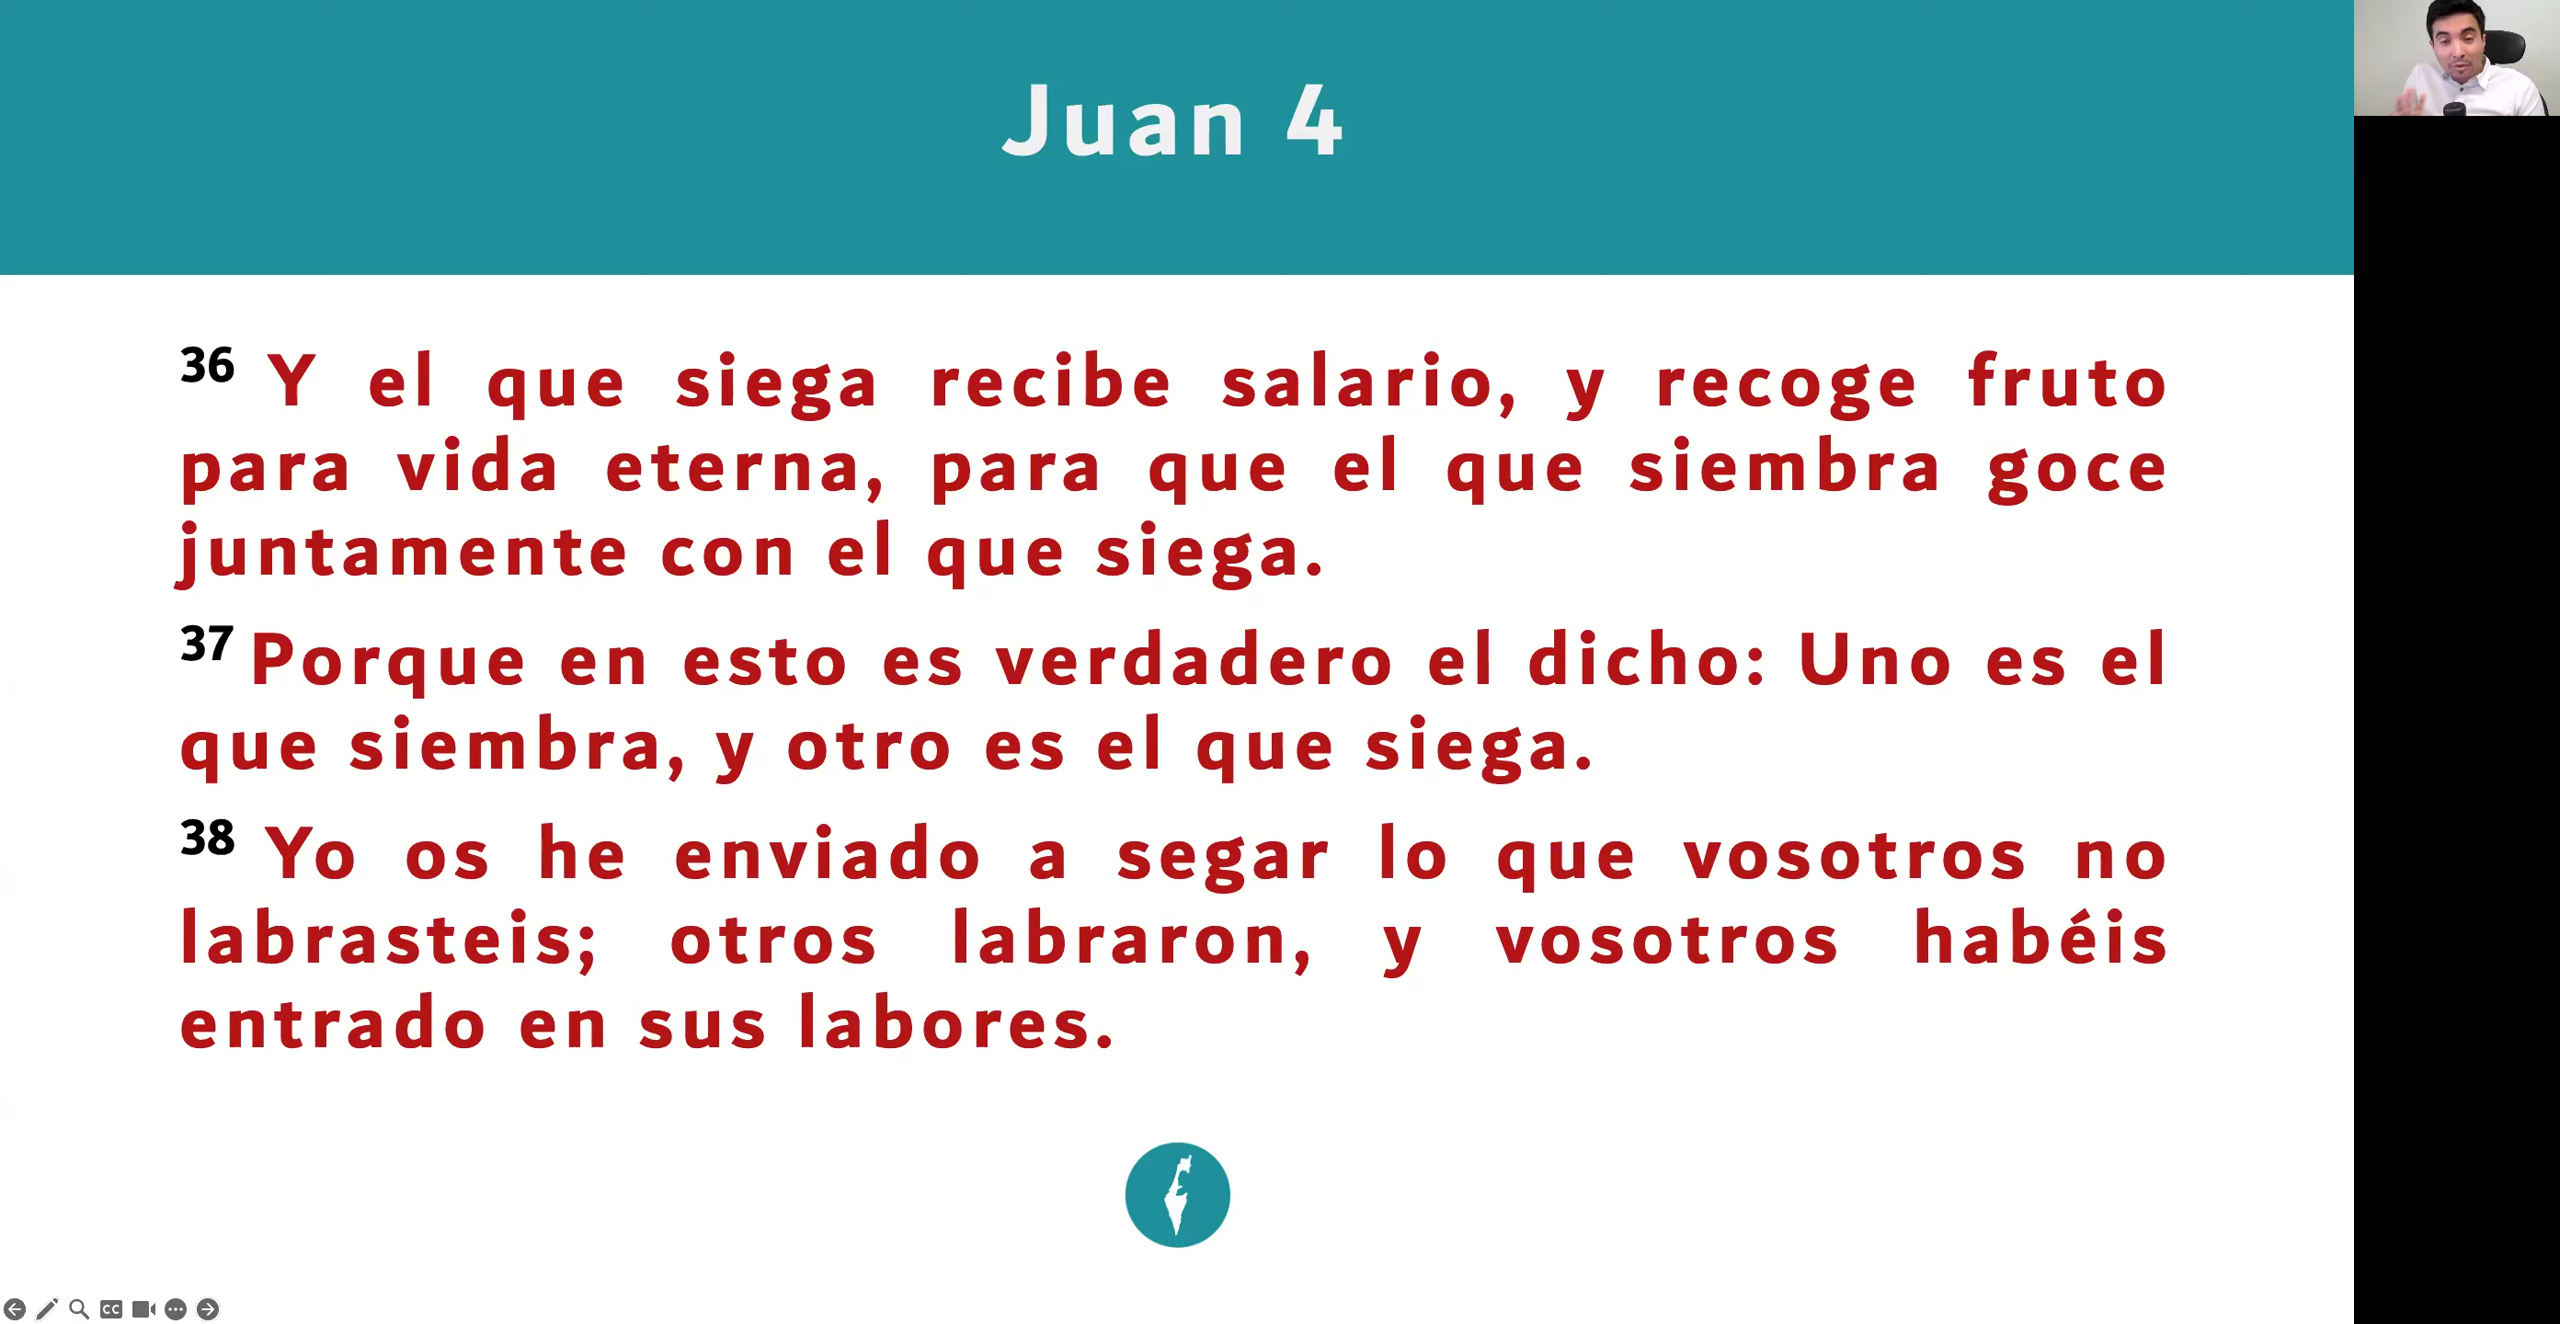 Juan 4
36 Y el que siega recibe salario, y recoge fruto
para vida eterna, para que el que siembra goce
juntamente con el que siega.
37 Porque en esto es verdadero el dicho: Uno es el
que siembra, y otro es el que siega.
38 Yo os he enviado a segar lo que vosotros no
labrasteis; otros labraron, y vosotros habéis
entrado en sus labores.
CC